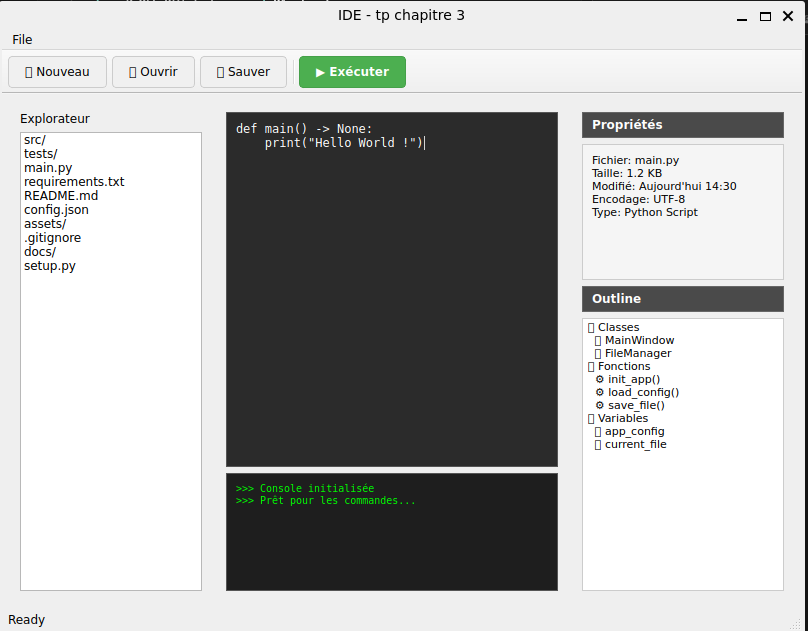 IDE - tp chapitre 3
File
Nouveau
Ouvrir
Sauver
▶ Exécuter
Explorateur
src/
tests/
main.py
requirements.txt
README.md
config.json
assets/
.gitignore
docs/
setup.py
def main() -> None:
    print("Hello World !")
>>> Console initialisée
>>> Prêt pour les commandes...
Propriétés
Fichier: main.py
Taille: 1.2 KB
Modifié: Aujourd'hui 14:30
Encodage: UTF-8
Type: Python Script
Outline
Classes
MainWindow
FileManager
Fonctions
⚙ init_app()
⚙ load_config()
⚙ save_file()
Variables
app_config
current_file
Ready